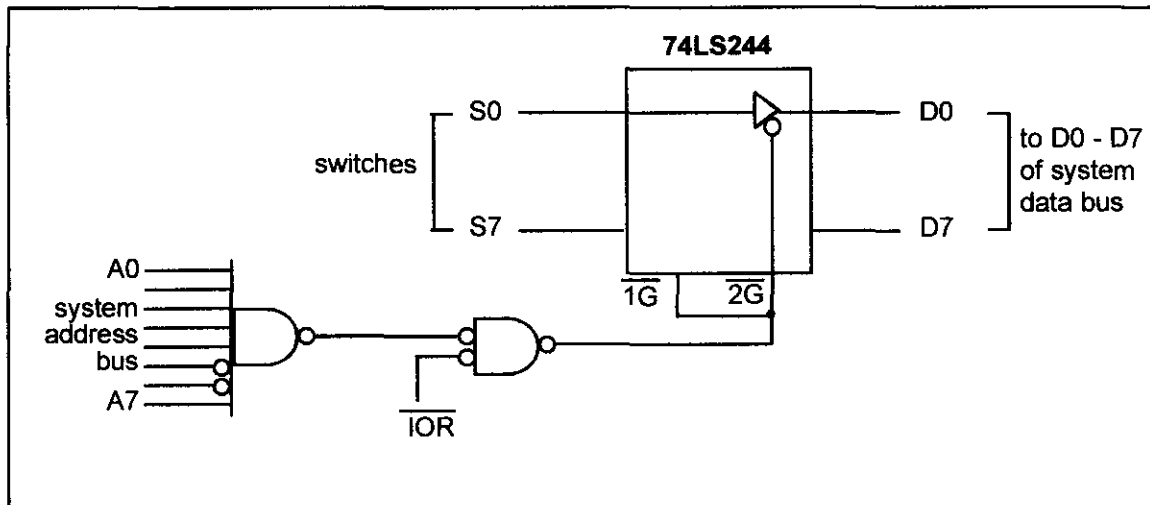 74LS244
S0
D0
switches
to D0 - D7
of system
data bus
S7
D7
1G
2G
A0
system
address
bus
A7
IOR